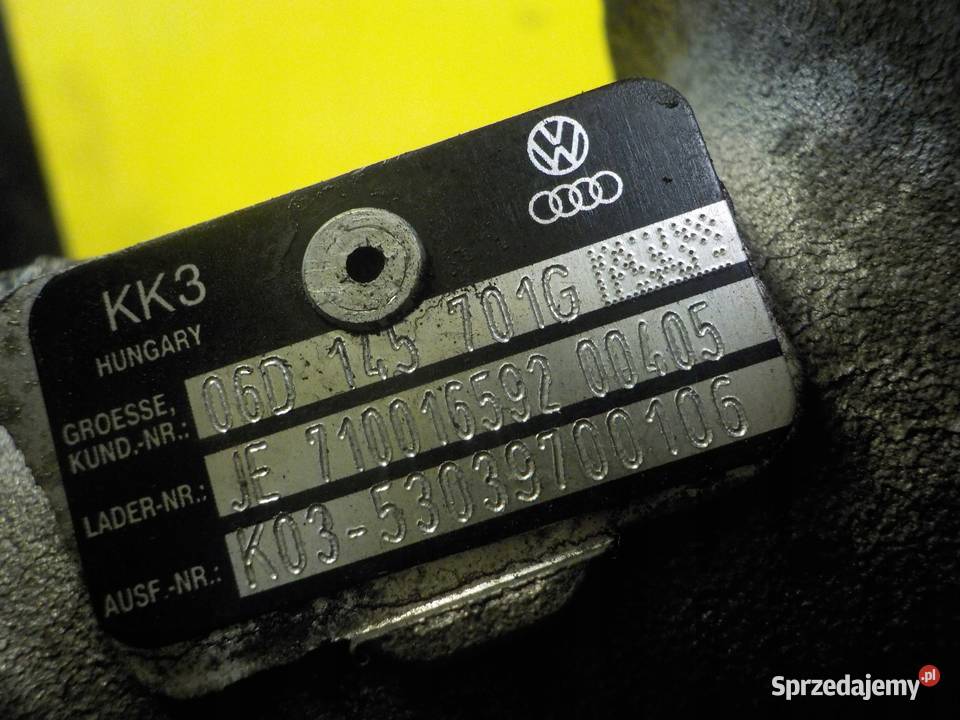 KK3
HUNGARY
GROESSE,
KUND.-NR.: 06D 145 701G
LADER-NR.: JE 710016592 00405
AUSF.-NR.: K03-53039700106
Sprzedajemy.pl